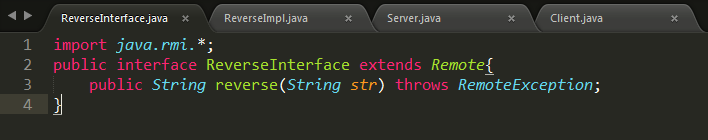 ReverseInterface.java × ReverseImpl.java × Server.java × Client.java ×
1 import java.rmi.*;
2 public interface ReverseInterface extends Remote{
3     public String reverse(String str) throws RemoteException;
4 }